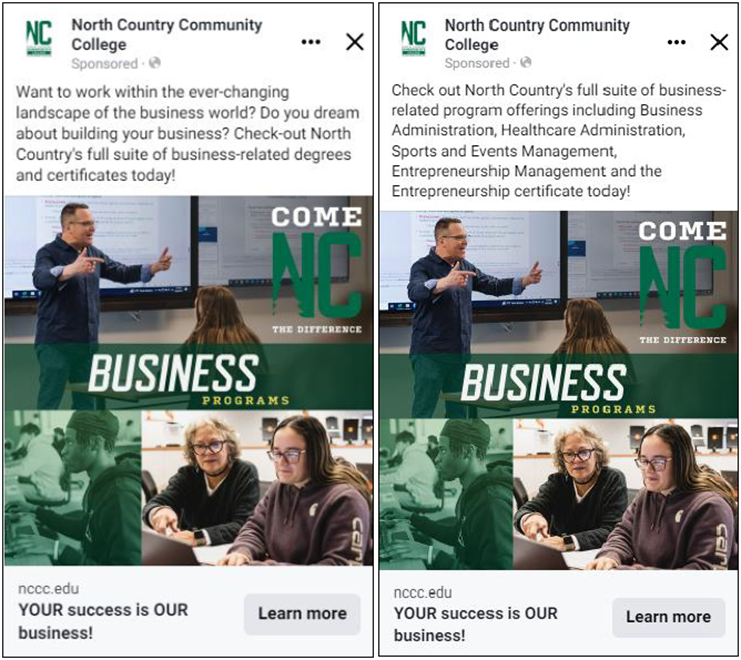 NC
North Country Community
College
Sponsored ·
Want to work within the ever-changing
landscape of the business world? Do you dream
about building your business? Check-out North
Country's full suite of business-related degrees
and certificates today!
COME
NC
THE DIFFERENCE
BUSINESS
PROGRAMS
nccc.edu
YOUR success is OUR
business!
Learn more
NC
North Country Community
College
Sponsored ·
Check out North Country's full suite of business-
related program offerings including Business
Administration, Healthcare Administration,
Sports and Events Management,
Entrepreneurship Management and the
Entrepreneurship certificate today!
COME
NC
THE DIFFERENCE
BUSINESS
PROGRAMS
nccc.edu
YOUR success is OUR
business!
Learn more